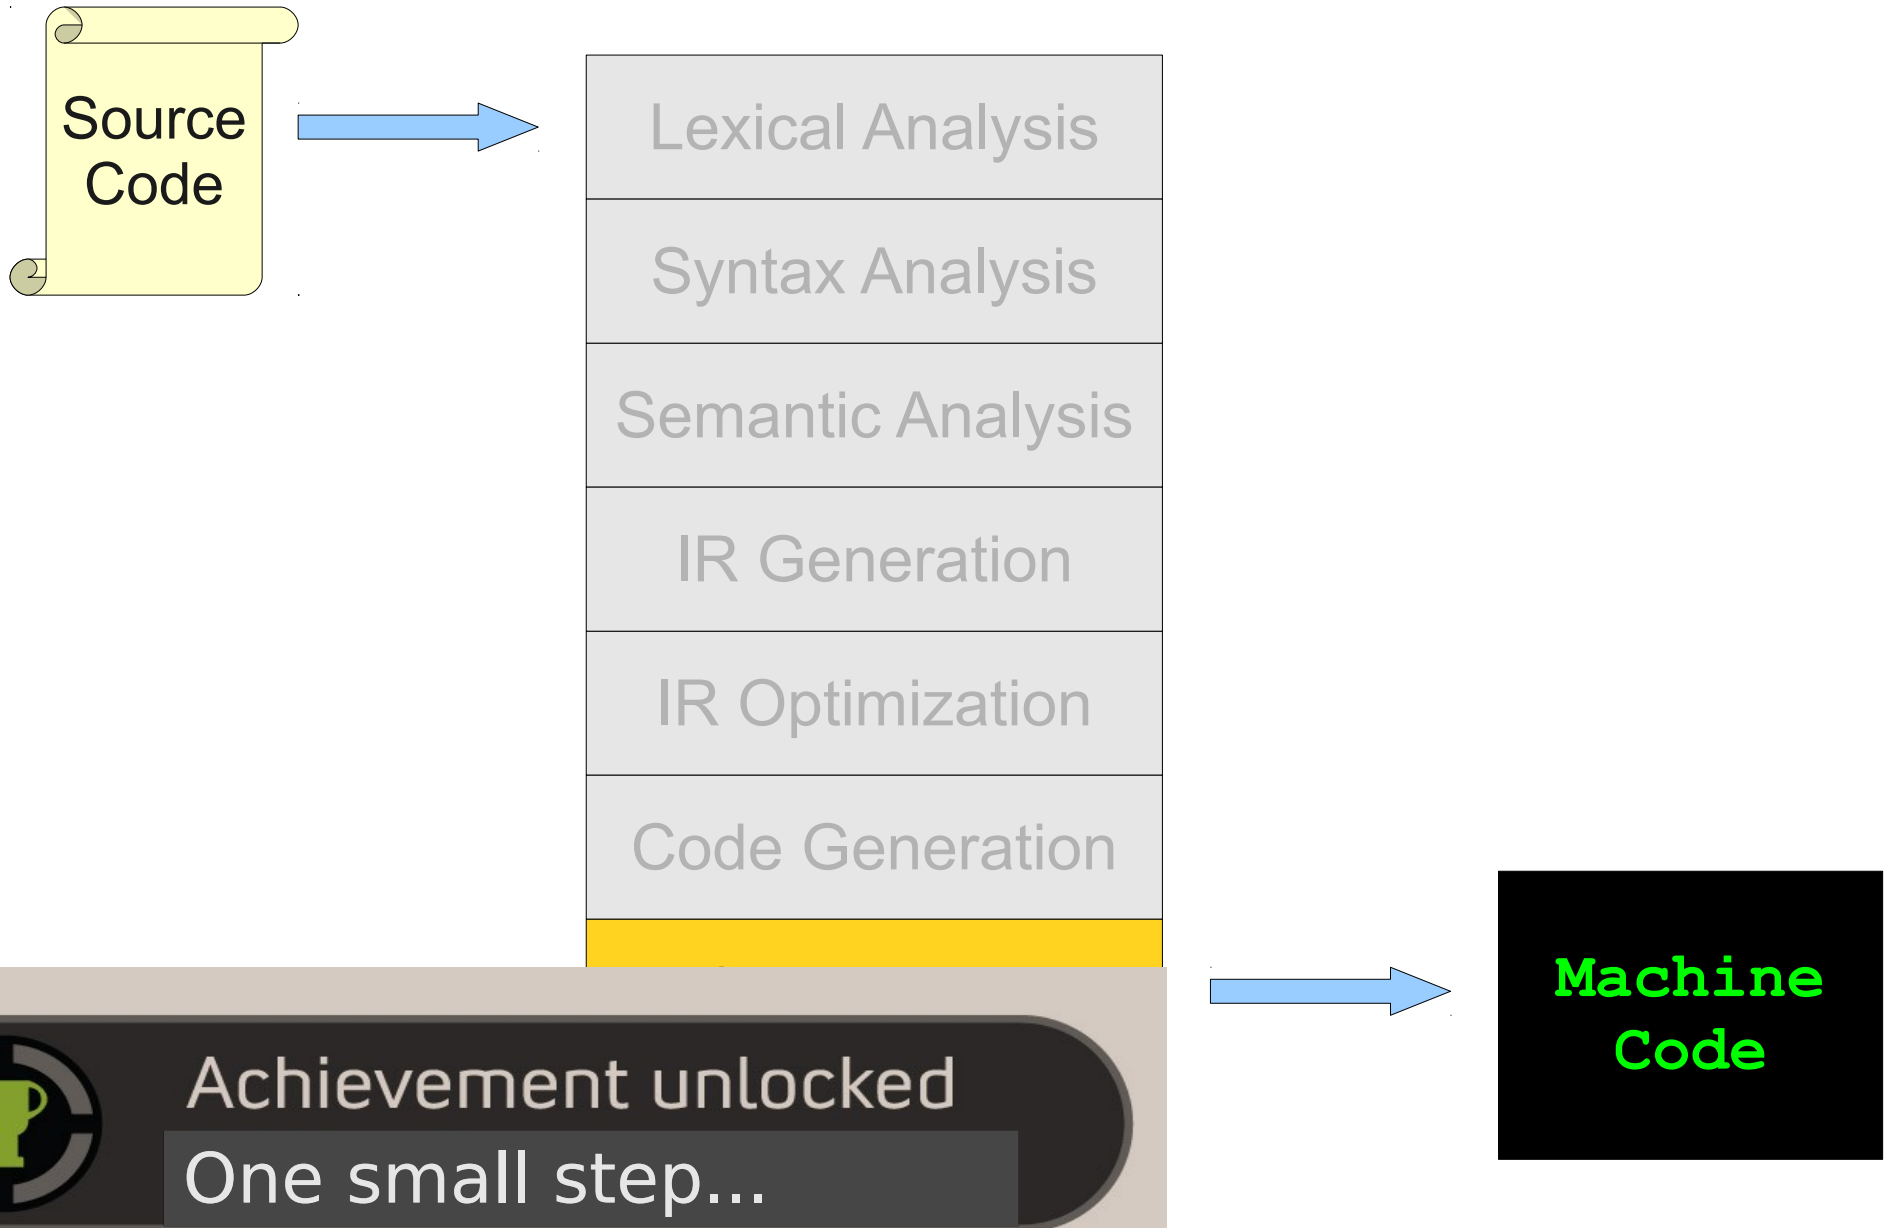 Source
Code
Lexical Analysis
Syntax Analysis
Semantic Analysis
IR Generation
IR Optimization
Code Generation
Machine
Code
Achievement unlocked
One small step...